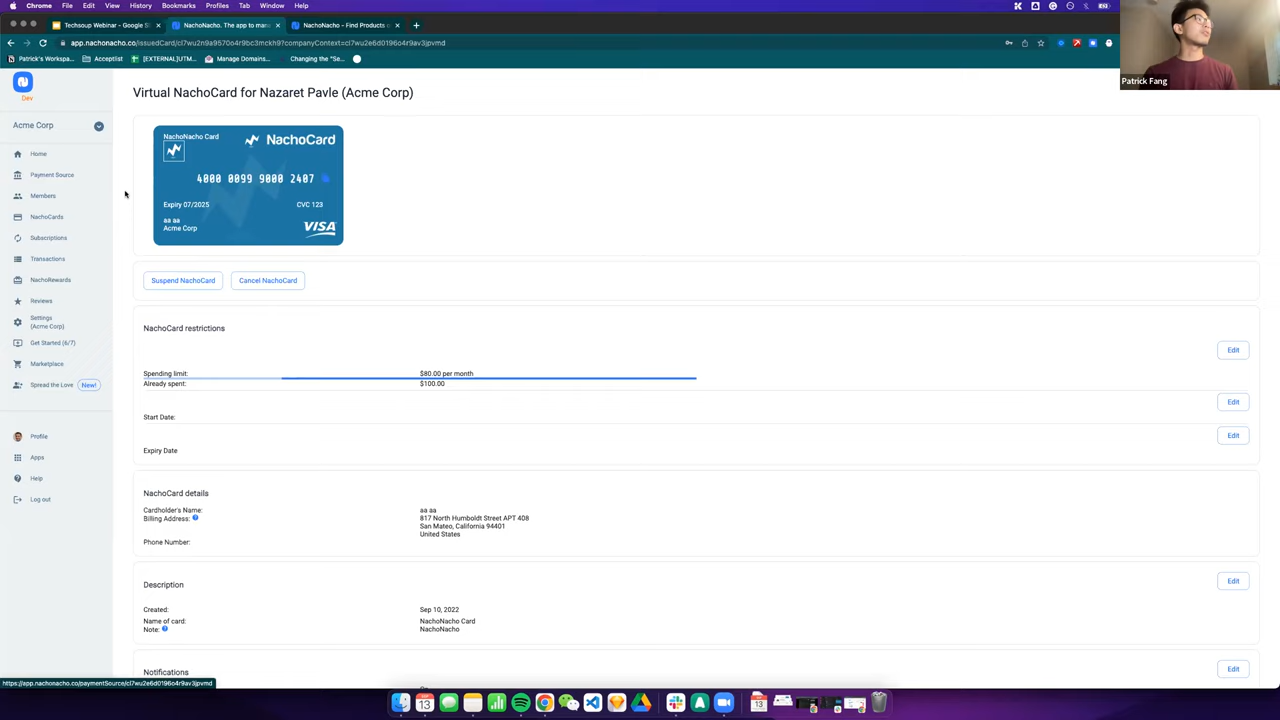 Chrome File Edit View History Bookmarks Profiles Tab Window Help
Techsoup Webinar - Google Sl
NachoNacho. The app to mana
NachoNacho - Find Products
app.nachonacho.co/issuedCard/cl7wu2n9a9570o4r9bc3mckh9?companyContext=cl7wu2e6d0196o4r9av3jpvmd
Patrick's Workspa...
Acceptlist
[EXTERNAL]UTM...
Manage Domains...
Changing the "Se...
Patrick Fang
Dev
Acme Corp
Home
Payment Source
Members
NachoCards
Subscriptions
Transactions
NachoRewards
Reviews
Settings
(Acme Corp)
Get Started (6/7)
Marketplace
Spread the Love New!
Profile
Apps
Help
Log out
Virtual NachoCard for Nazaret Pavle (Acme Corp)
NachoNacho Card
NachoCard
4000 0099 9000 2407
Expiry 07/2025 CVC 123
aa aa
Acme Corp
VISA
Suspend NachoCard
Cancel NachoCard
NachoCard restrictions
Edit
Spending limit: $80.00 per month
Already spent: $100.00
Edit
Start Date:
Edit
Expiry Date
NachoCard details
Cardholder's Name: aa aa
Billing Address: 817 North Humboldt Street APT 408
San Mateo, California 94401
United States
Phone Number:
Description
Edit
Created: Sep 10, 2022
Name of card: NachoNacho Card
Note: NachoNacho
Notifications
Edit
https://app.nachonacho.co/paymentSource/cl7wu2e6d0196o4r9av3jpvmd
13
13